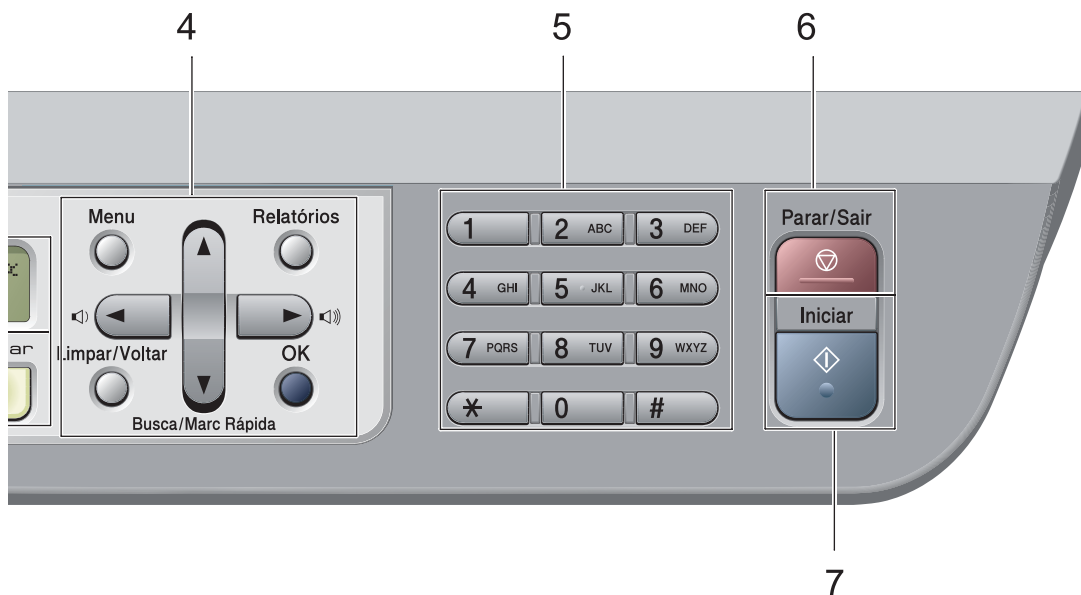 4 5 6
Menu Relatórios
Limpar/Voltar OK
Busca/Marc Rápida
1 2 ABC 3 DEF
4 GHI 5 JKL 6 MNO
7 PQRS 8 TUV 9 WXYZ
* 0 #
Parar/Sair
Iniciar
7